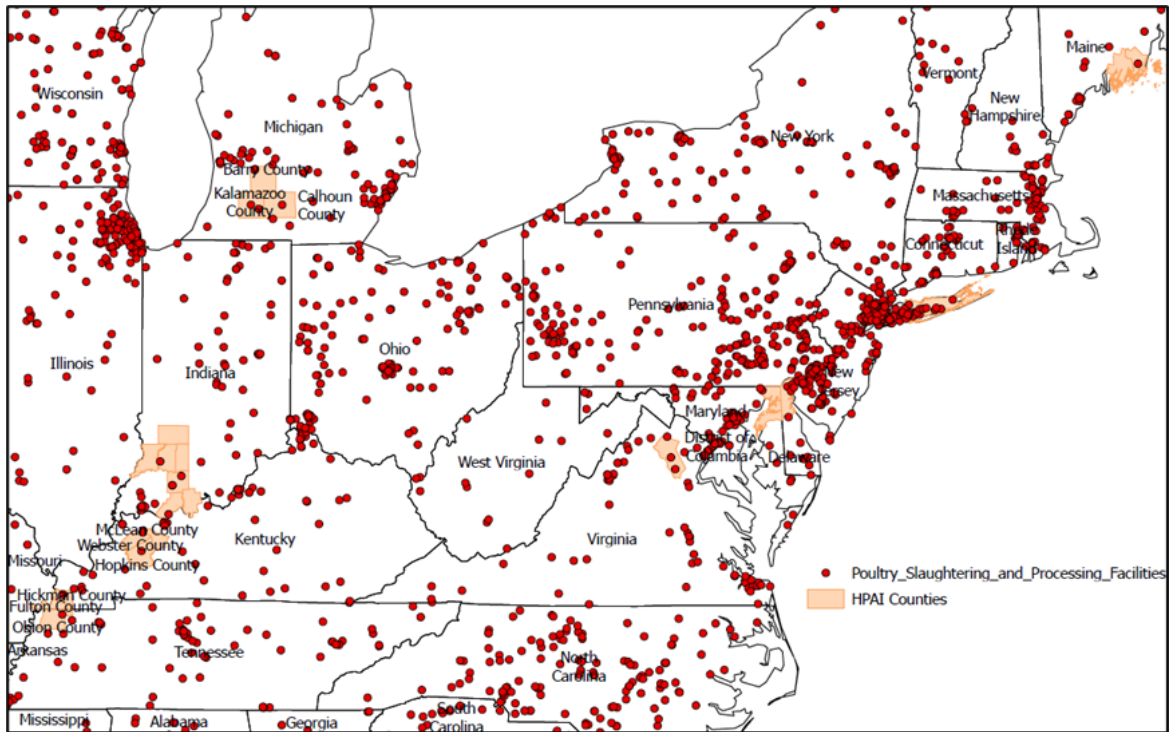 Maine
Vermont
Wisconsin
New
Hampshire
Michigan
New York
Barry County
Kalamazoo
County
Calhoun
County
Massachusetts
Connecticut
Rhode
Island
Pennsylvania
Ohio
Illinois
Indiana
New
Jersey
Maryland
District of
Columbia
Delaware
West Virginia
McLean County
Webster County
Hopkins County
Kentucky
Virginia
Missouri
Poultry_Slaughtering_and_Processing_Facilities
HPAI Counties
Hickman County
Fulton County
Obion County
Arkansas
Tennessee
North
Carolina
Mississippi
Alabama
Georgia
South
Carolina